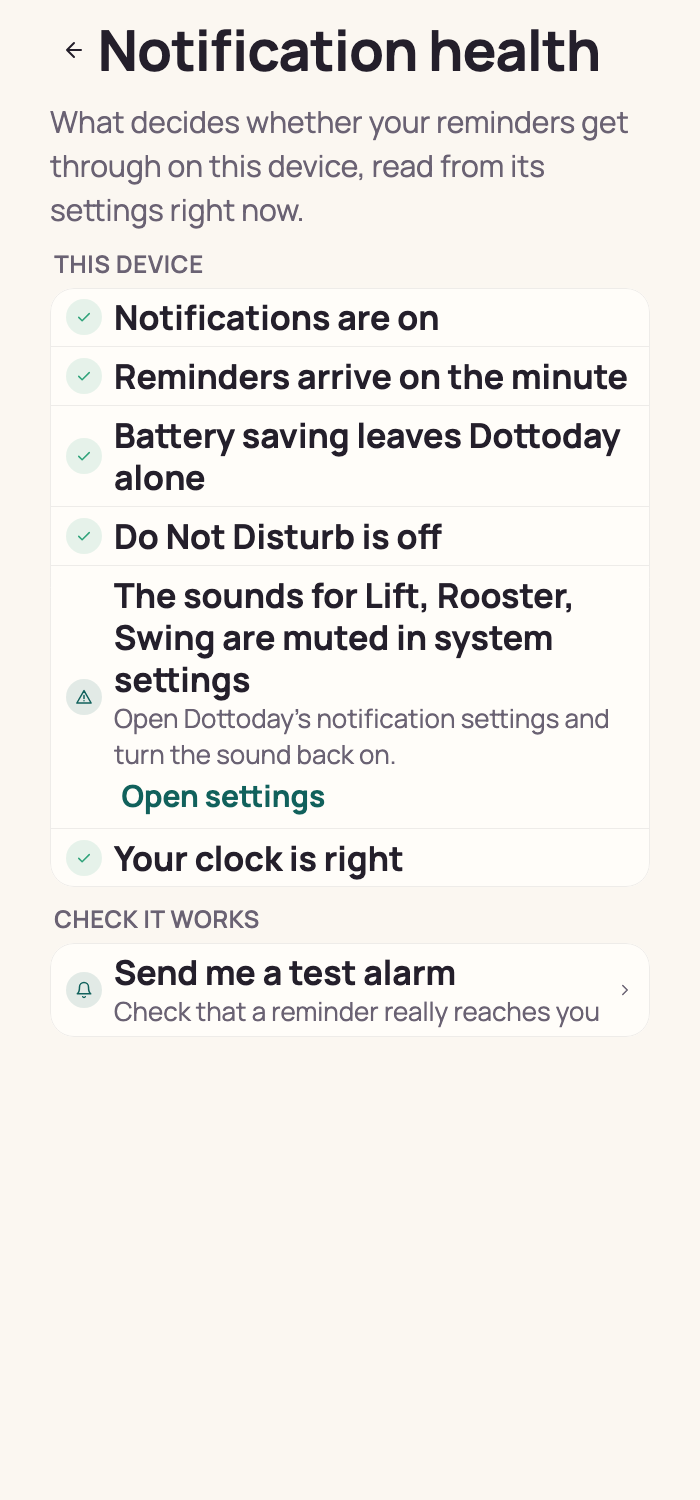 Notification health
What decides whether your reminders get
through on this device, read from its
settings right now.
THIS DEVICE
Notifications are on
Reminders arrive on the minute
Battery saving leaves Dottoday
alone
Do Not Disturb is off
The sounds for Lift, Rooster,
Swing are muted in system
settings
Open Dottoday’s notification settings and
turn the sound back on.
Open settings
Your clock is right
CHECK IT WORKS
Send me a test alarm
Check that a reminder really reaches you